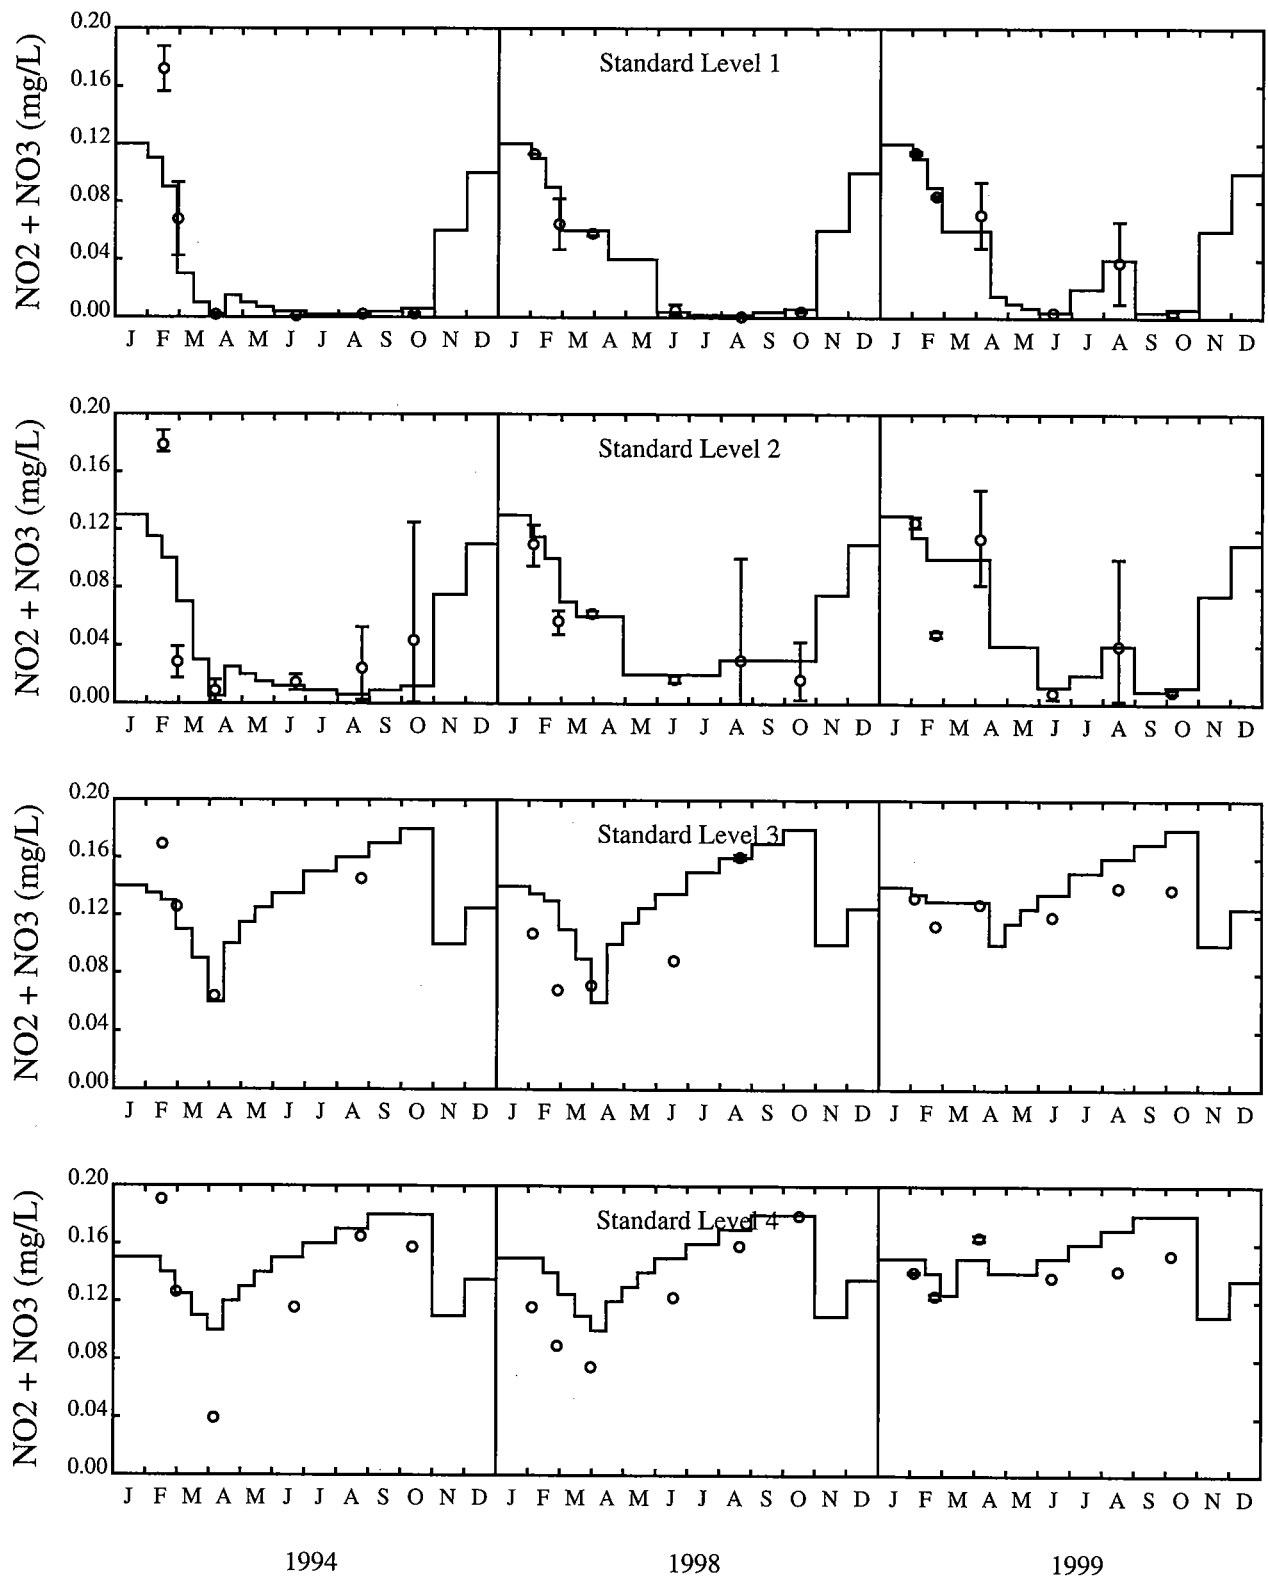 0.20
Standard Level 1
0.16
0.12
0.08
0.04
0.00
NO2 + NO3 (mg/L)
J F M A M J J A S O N D J F M A M J J A S O N D J F M A M J J A S O N D
0.20
Standard Level 2
0.16
0.12
0.08
0.04
0.00
NO2 + NO3 (mg/L)
J F M A M J J A S O N D J F M A M J J A S O N D J F M A M J J A S O N D
0.20
Standard Level 3
0.16
0.12
0.08
0.04
0.00
NO2 + NO3 (mg/L)
J F M A M J J A S O N D J F M A M J J A S O N D J F M A M J J A S O N D
0.20
Standard Level 4
0.16
0.12
0.08
0.04
0.00
NO2 + NO3 (mg/L)
J F M A M J J A S O N D J F M A M J J A S O N D J F M A M J J A S O N D
1994 1998 1999